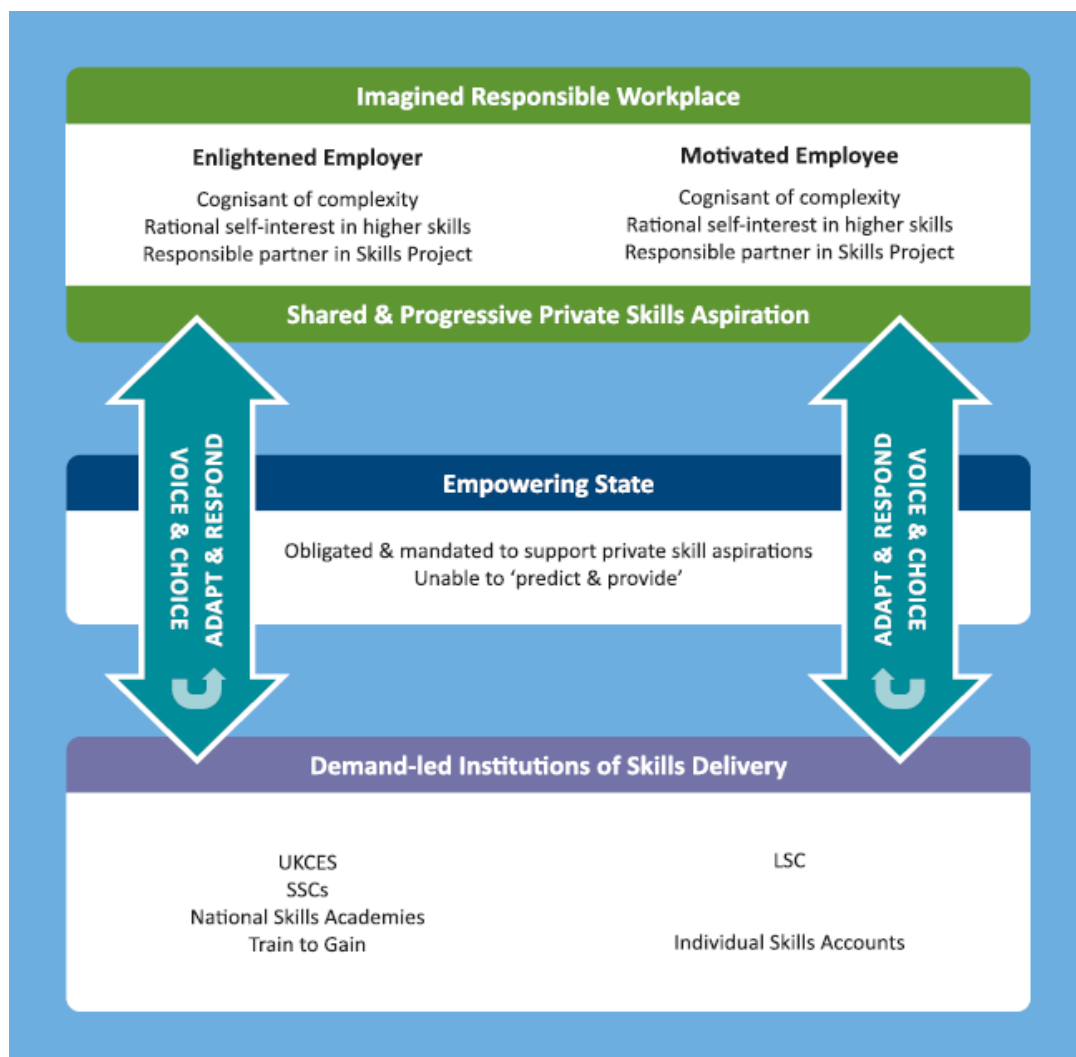 Imagined Responsible Workplace
Enlightened Employer
Cognisant of complexity
Rational self-interest in higher skills
Responsible partner in Skills Project
Motivated Employee
Cognisant of complexity
Rational self-interest in higher skills
Responsible partner in Skills Project
Shared & Progressive Private Skills Aspiration
VOICE & CHOICE
ADAPT & RESPOND
Empowering State
Obligated & mandated to support private skill aspirations
Unable to ‘predict & provide’
ADAPT & RESPOND
VOICE & CHOICE
Demand-led Institutions of Skills Delivery
UKCES
SSCs
National Skills Academies
Train to Gain
LSC
Individual Skills Accounts